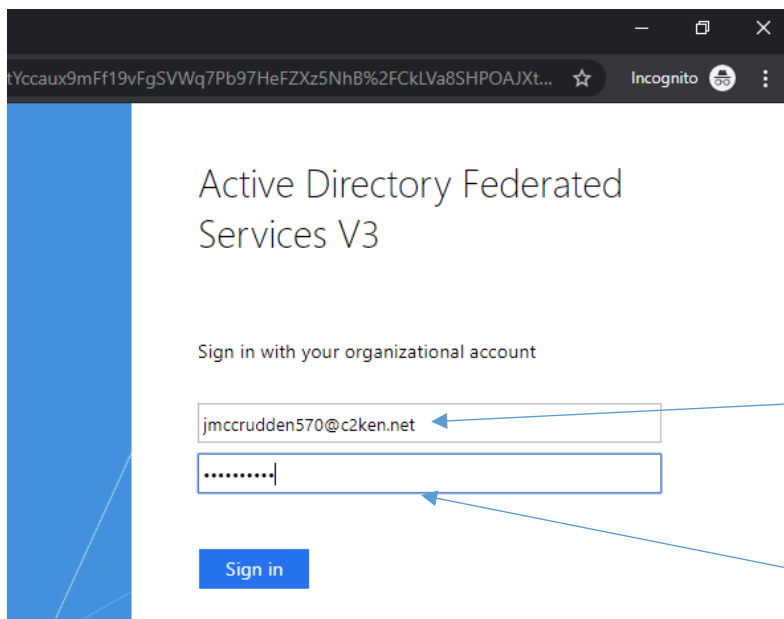 tYccaux9mFf19vFgSVWq7Pb97HeFZXz5NhB%2FCkLVa8SHPOAJXt... Incognito
Active Directory Federated
Services V3
Sign in with your organizational account
jmccrudden570@c2ken.net
••••••••••
Sign in